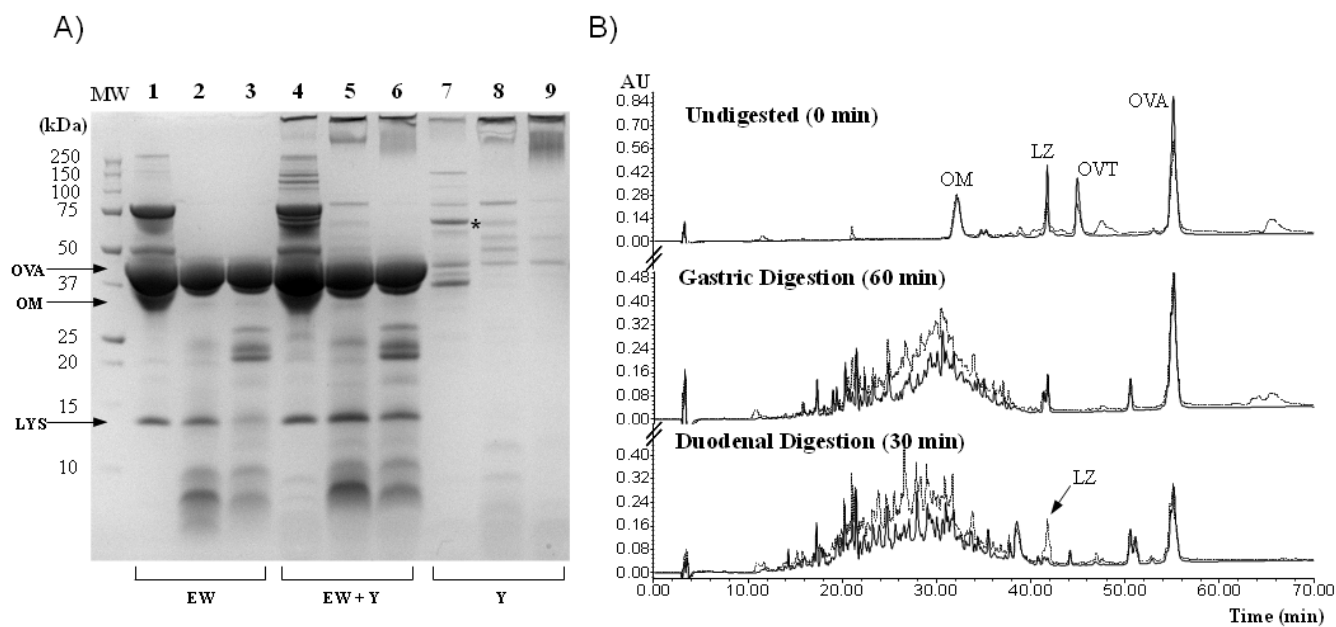 A)
MW 1 2 3 4 5 6 7 8 9
(kDa)
250
150
100
75
50
OVA
37
OM
25
20
15
LYS
10
*
EW EW + Y Y
B)
AU
0.84
0.70
0.56
0.42
0.28
0.14
0.00
Undigested (0 min)
OM
LZ
OVT
OVA
Gastric Digestion (60 min)
0.48
0.40
0.32
0.24
0.16
0.08
0.00
Duodenal Digestion (30 min)
LZ
0.40
0.32
0.24
0.16
0.08
0.00
0.00 10.00 20.00 30.00 40.00 50.00 60.00 70.00
Time (min)